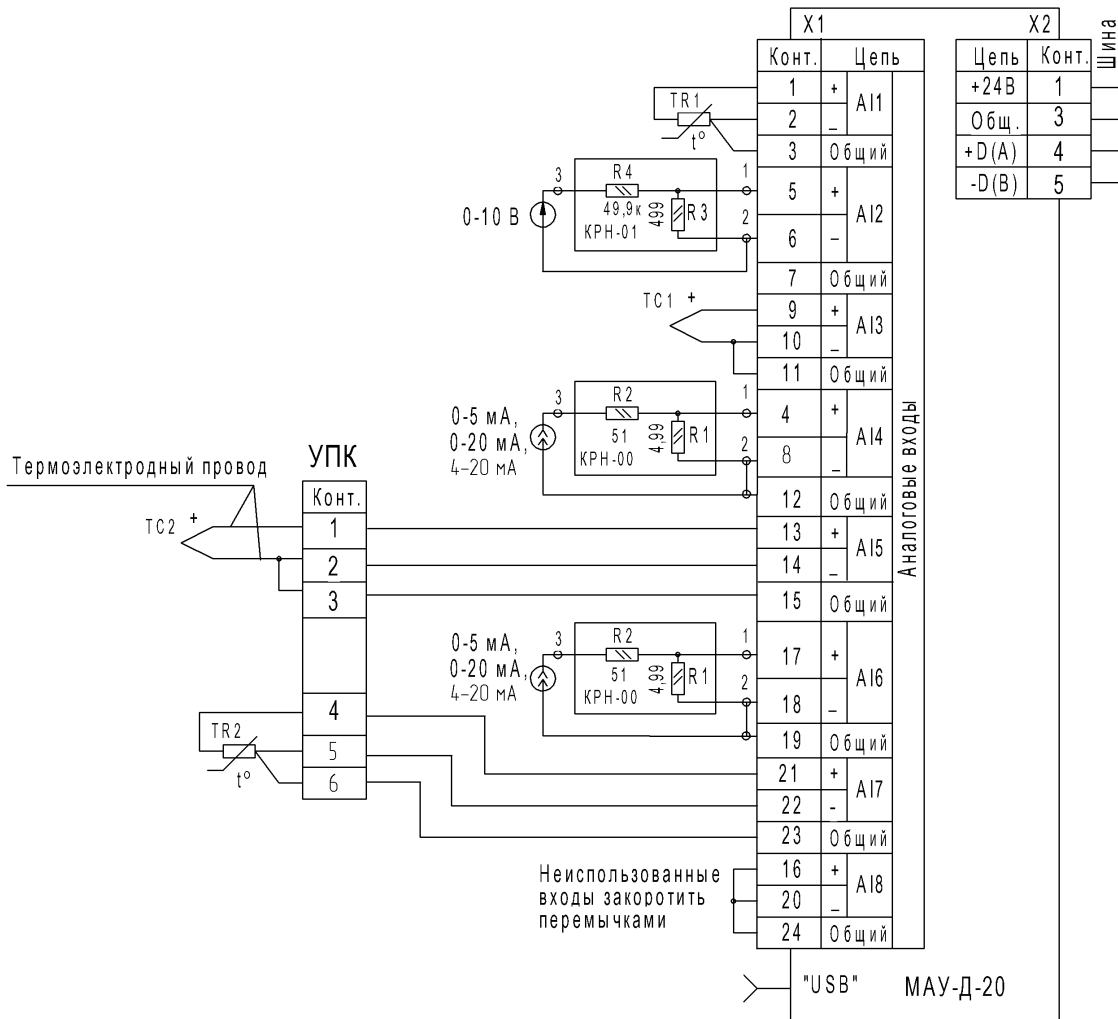 X1 X2
Конт. Цепь Цепь Конт. Шина
1 + AI1 +24В 1
2 – Общ. 3
3 Общий +D(A) 4
5 + AI2 -D(B) 5
6 –
7 Общий
9 + AI3
10 –
11 Общий
4 + AI4
8 –
12 Общий
13 + AI5
14 –
15 Общий
17 + AI6
18 –
19 Общий
21 + AI7
22 -
23 Общий
16 + AI8
20 –
24 Общий
Аналоговые входы
TR1
t°
0-10 В
3 R4 1
49,9к 499 R3 2
КРН-01
TC1 +
0-5 мА,
0-20 мА,
4–20 мА
3 R2 1
51 4,99 R1 2
КРН-00
Термоэлектродный провод
TC2 +
УПК
Конт.
1
2
3
4
5
6
0-5 мА,
0-20 мА,
4–20 мА
3 R2 1
51 4,99 R1 2
КРН-00
TR2
t°
Неиспользованные
входы закоротить
перемычками
"USB" МАУ-Д-20